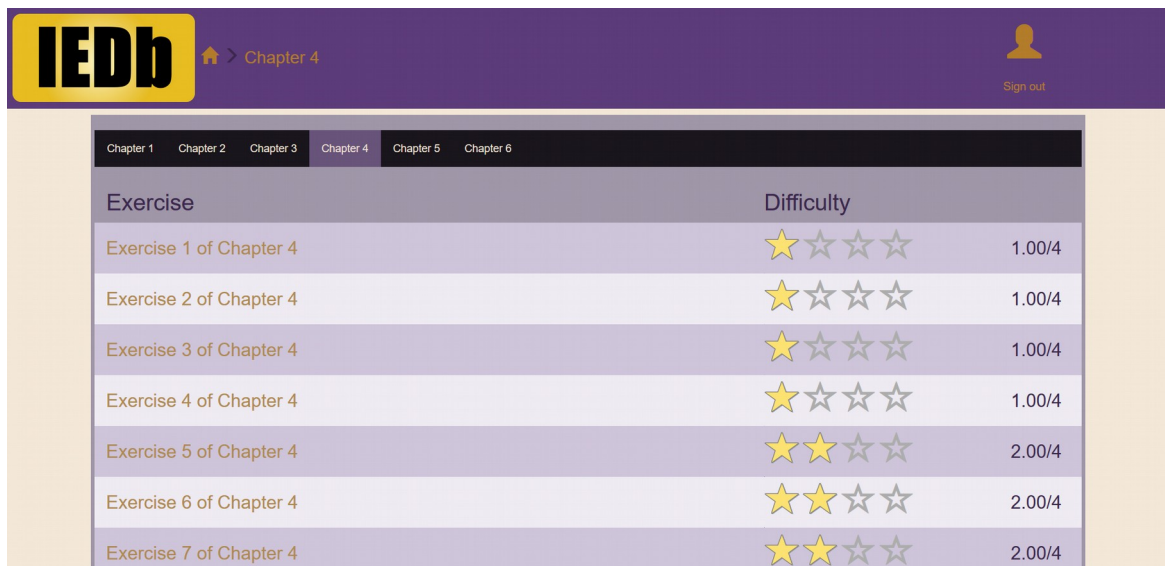 IEDb
> Chapter 4
Sign out
Chapter 1 Chapter 2 Chapter 3 Chapter 4 Chapter 5 Chapter 6
Exercise Difficulty
Exercise 1 of Chapter 4 1.00/4
Exercise 2 of Chapter 4 1.00/4
Exercise 3 of Chapter 4 1.00/4
Exercise 4 of Chapter 4 1.00/4
Exercise 5 of Chapter 4 2.00/4
Exercise 6 of Chapter 4 2.00/4
Exercise 7 of Chapter 4 2.00/4